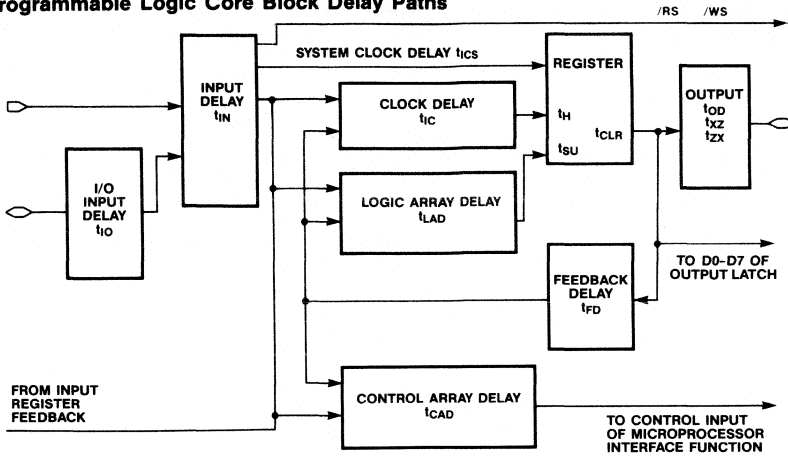 rogrammable Logic Core Block Delay Paths
/RS /WS
SYSTEM CLOCK DELAY tICS
INPUT
DELAY
tIN
REGISTER
tH
tCLR
tSU
OUTPUT
tOD
tXZ
tZX
CLOCK DELAY
tIC
I/O
INPUT
DELAY
tIO
LOGIC ARRAY DELAY
tLAD
TO D0-D7 OF
OUTPUT LATCH
FEEDBACK
DELAY
tFD
FROM INPUT
REGISTER
FEEDBACK
CONTROL ARRAY DELAY
tCAD
TO CONTROL INPUT
OF MICROPROCESSOR
INTERFACE FUNCTION